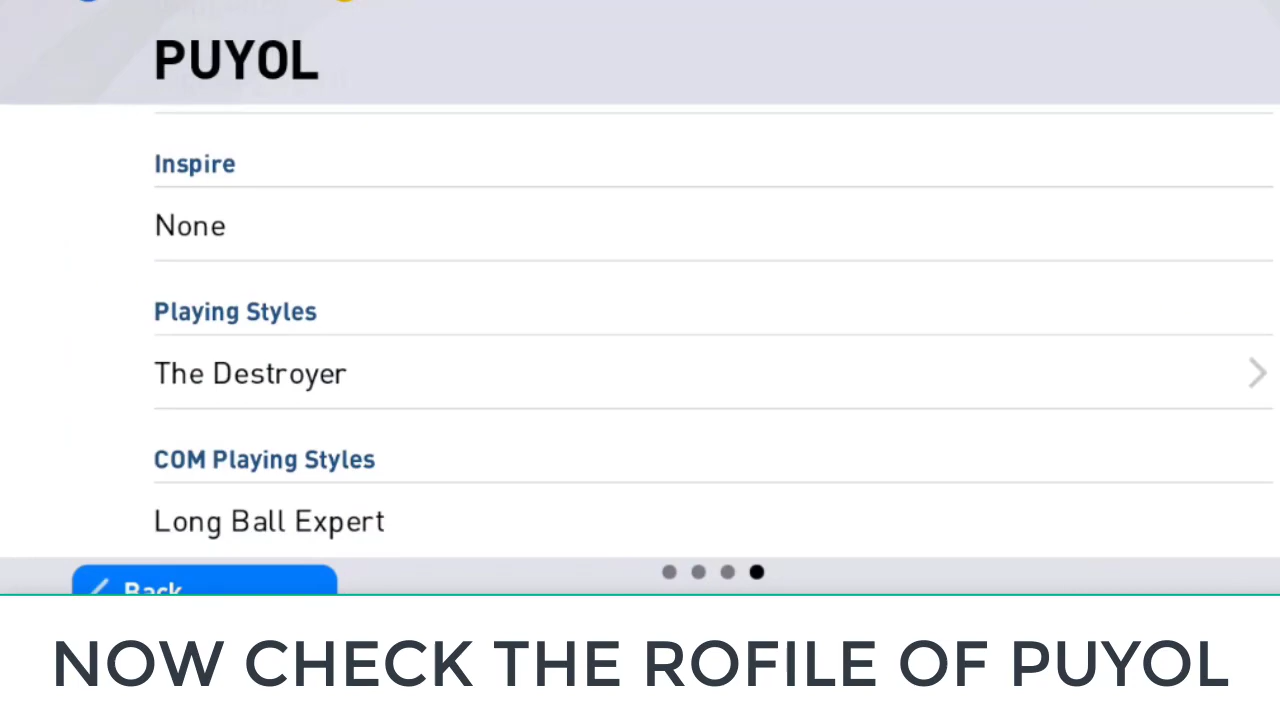 PUYOL
Inspire
None
Playing Styles
The Destroyer
COM Playing Styles
Long Ball Expert
Back
NOW CHECK THE ROFILE OF PUYOL